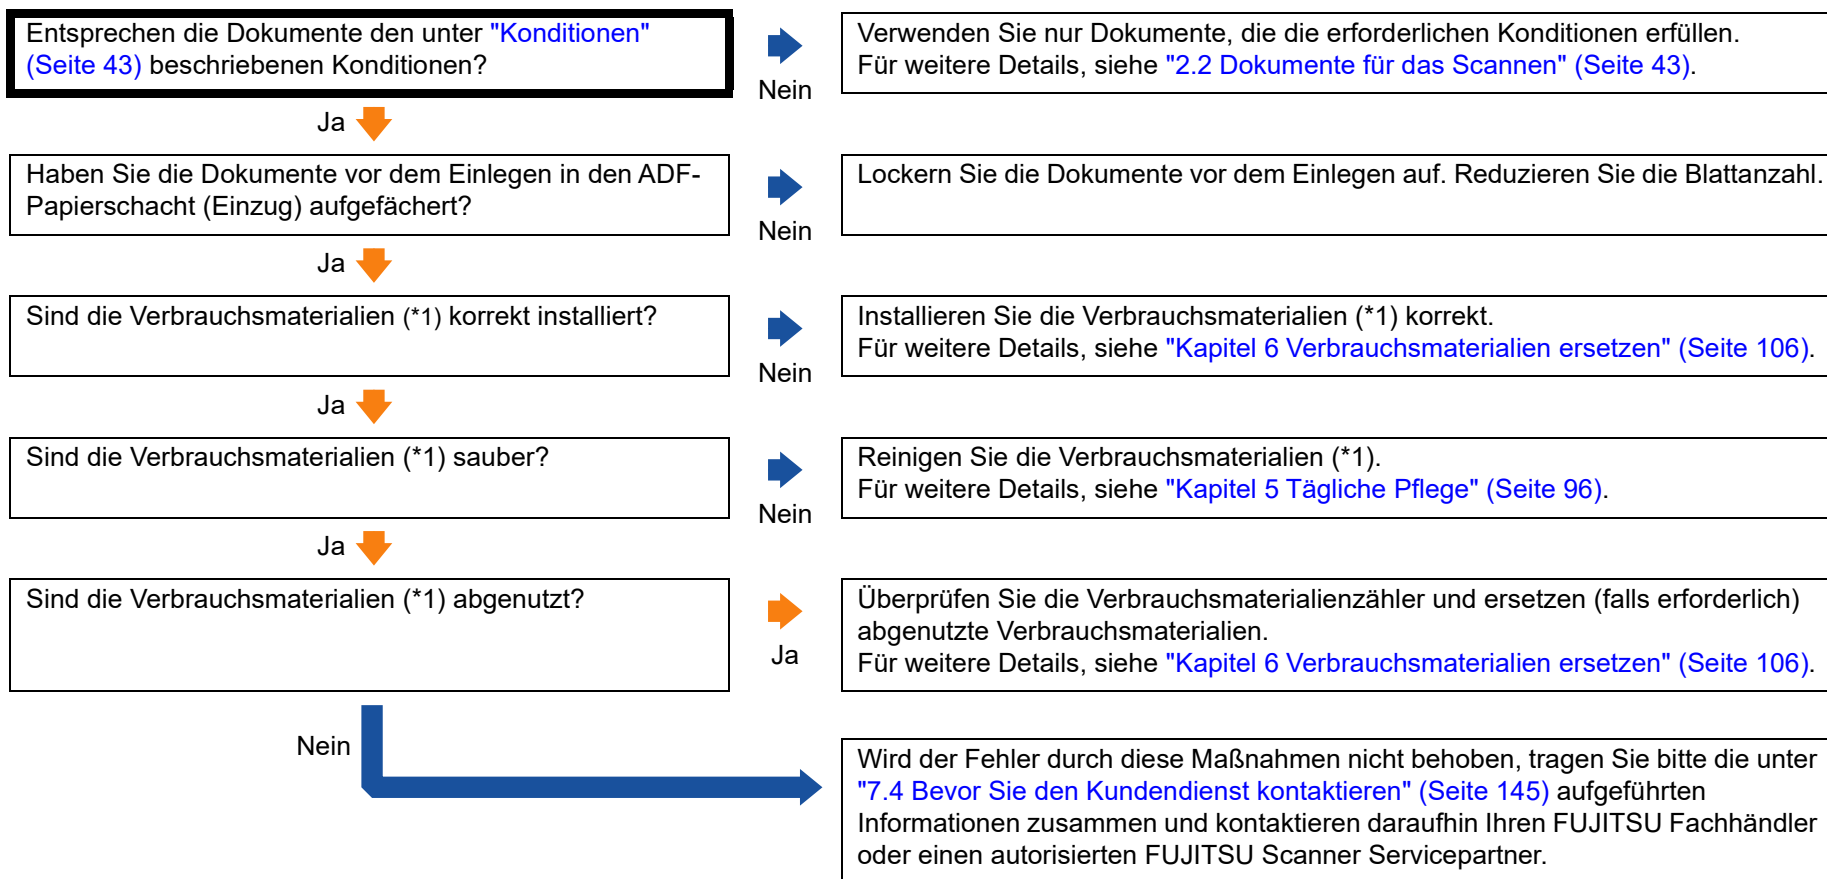 Entsprechen die Dokumente den unter "Konditionen"
(Seite 43) beschriebenen Konditionen?
Nein
Verwenden Sie nur Dokumente, die die erforderlichen Konditionen erfüllen.
Für weitere Details, siehe "2.2 Dokumente für das Scannen" (Seite 43).
Ja
Haben Sie die Dokumente vor dem Einlegen in den ADF-
Papierschacht (Einzug) aufgefächert?
Nein
Lockern Sie die Dokumente vor dem Einlegen auf. Reduzieren Sie die Blattanzahl.
Ja
Sind die Verbrauchsmaterialien (*1) korrekt installiert?
Nein
Installieren Sie die Verbrauchsmaterialien (*1) korrekt.
Für weitere Details, siehe "Kapitel 6 Verbrauchsmaterialien ersetzen" (Seite 106).
Ja
Sind die Verbrauchsmaterialien (*1) sauber?
Nein
Reinigen Sie die Verbrauchsmaterialien (*1).
Für weitere Details, siehe "Kapitel 5 Tägliche Pflege" (Seite 96).
Ja
Sind die Verbrauchsmaterialien (*1) abgenutzt?
Ja
Überprüfen Sie die Verbrauchsmaterialienzähler und ersetzen (falls erforderlich)
abgenutzte Verbrauchsmaterialien.
Für weitere Details, siehe "Kapitel 6 Verbrauchsmaterialien ersetzen" (Seite 106).
Nein
Wird der Fehler durch diese Maßnahmen nicht behoben, tragen Sie bitte die unter
"7.4 Bevor Sie den Kundendienst kontaktieren" (Seite 145) aufgeführten
Informationen zusammen und kontaktieren daraufhin Ihren FUJITSU Fachhändler
oder einen autorisierten FUJITSU Scanner Servicepartner.